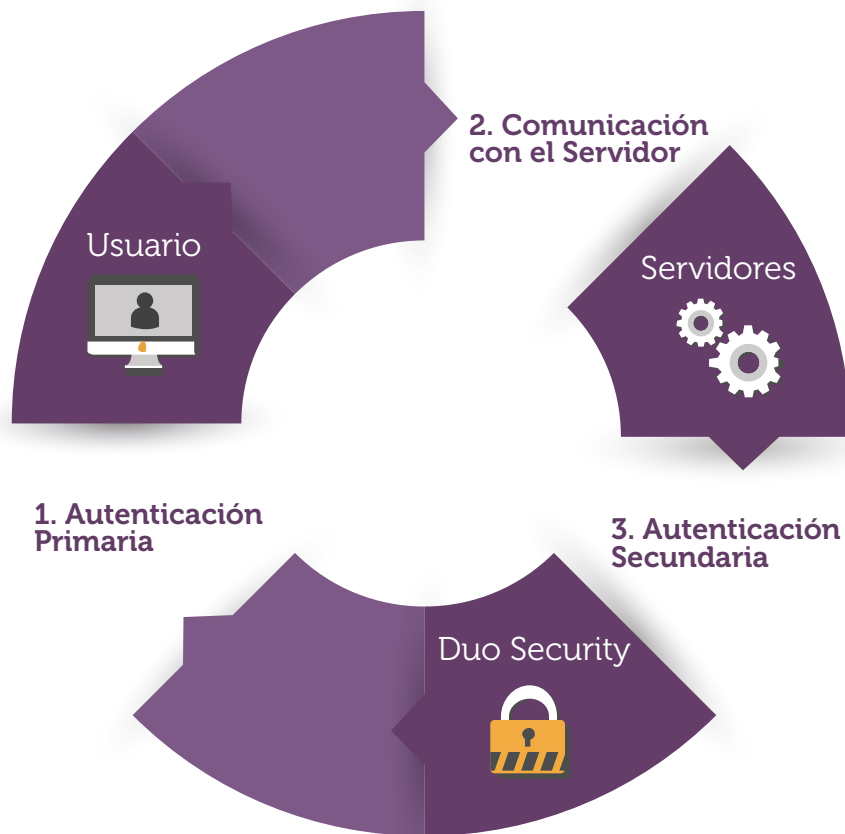 2. Comunicación
con el Servidor
Usuario
Servidores
1. Autenticación
Primaria
3. Autenticación
Secundaria
Duo Security